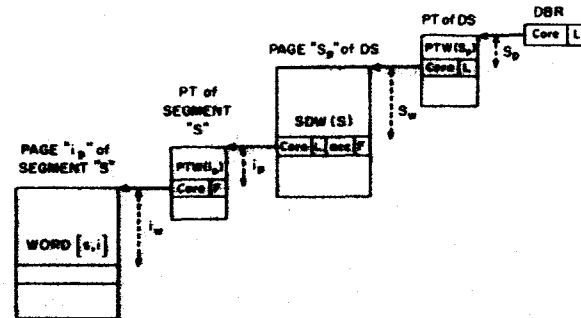 DBR
Core L
PT of DS
PTW(Sp)
Core L
Sp
PAGE "Sp" of DS
SDW (S)
Core L acc F
Sw
PT of
SEGMENT
"S"
PTW(ip)
Core F
ip
PAGE "ip" of
SEGMENT "S"
WORD [s,i]
iw